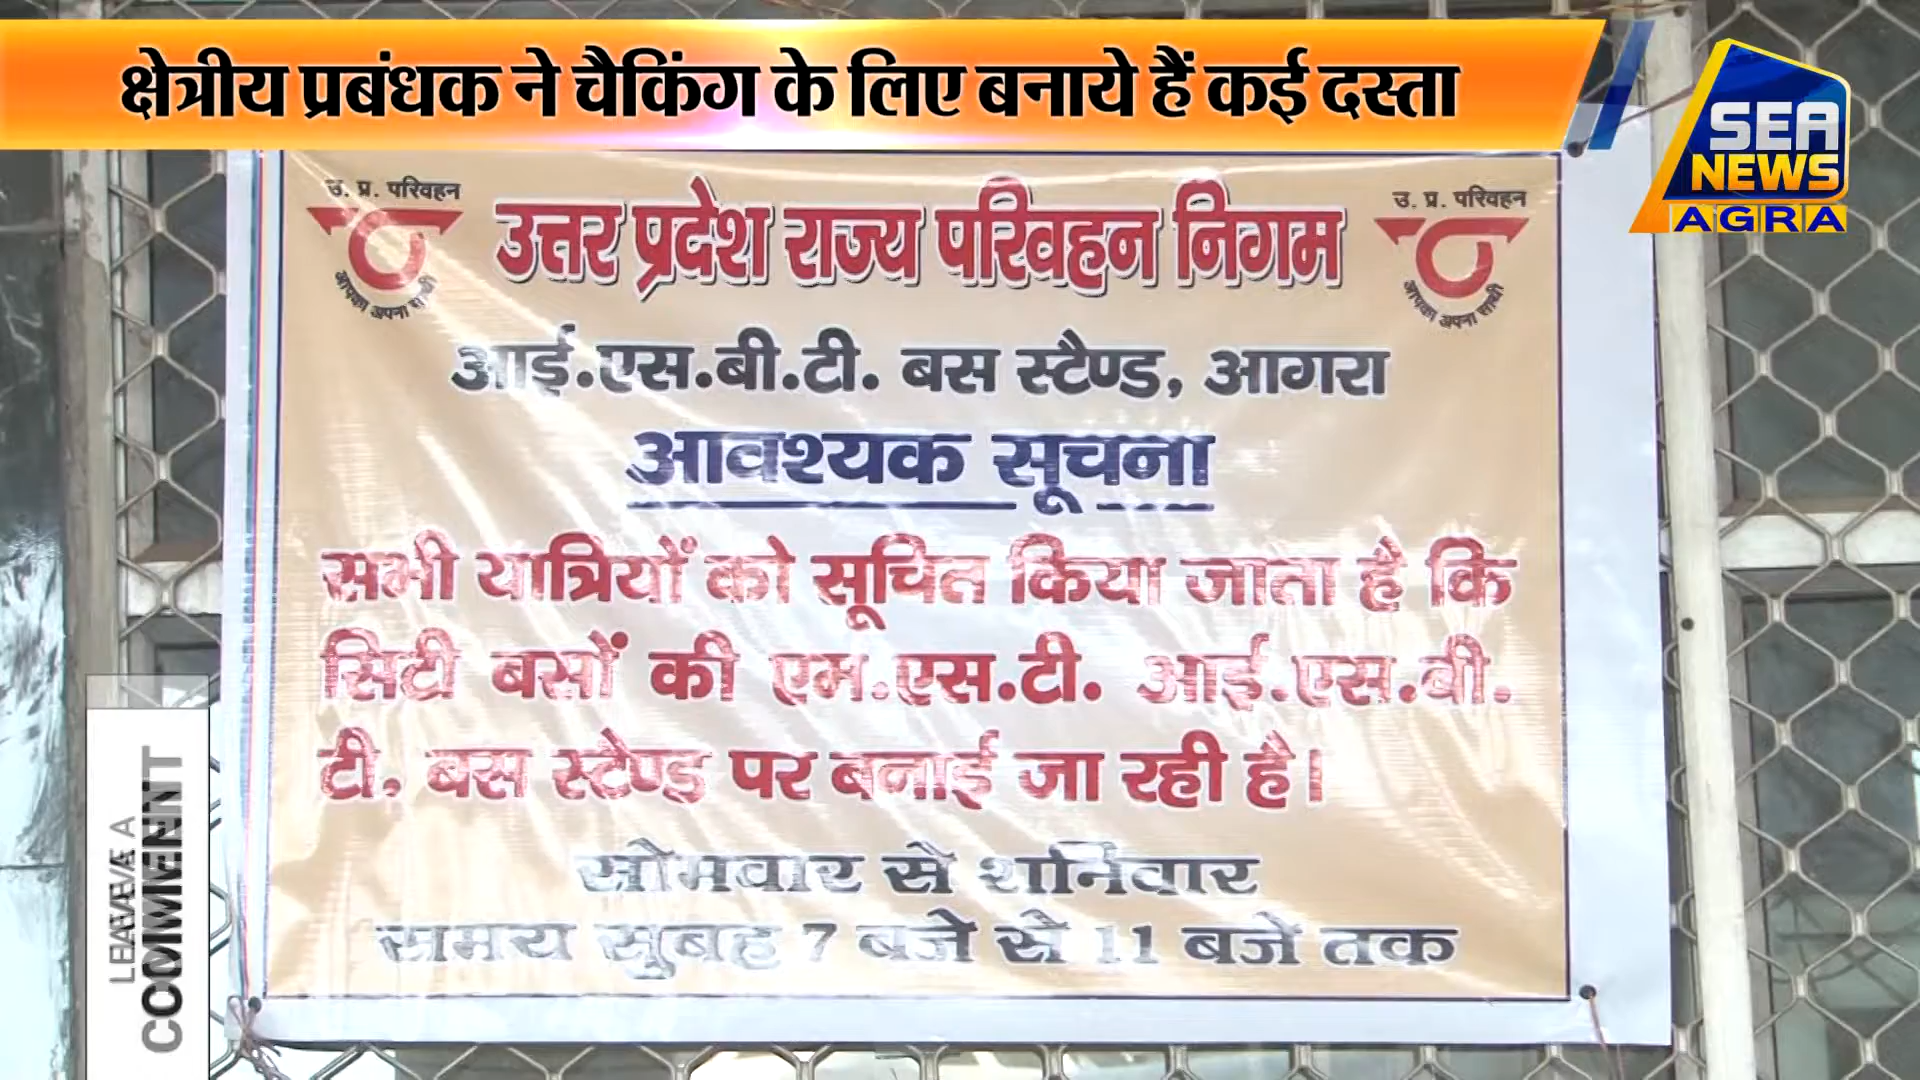 क्षेत्रीय प्रबंधक ने चैकिंग के लिए बनाये हैं कई दस्ता
SEA
NEWS
AGRA
उ. प्र. परिवहन
आपका अपना साथी
उत्तर प्रदेश राज्य परिवहन निगम
उ. प्र. परिवहन
आपका अपना साथी
आई.एस.बी.टी. बस स्टैण्ड, आगरा
आवश्यक सूचना
सभी यात्रियों को सूचित किया जाता है कि
सिटी बसों की एम.एस.टी. आई.एस.बी.
टी. बस स्टैण्ड पर बनाई जा रही है।
सोमवार से शनिवार
समय सुबह 7 बजे से 11 बजे तक
LEAVE A
COMMENT